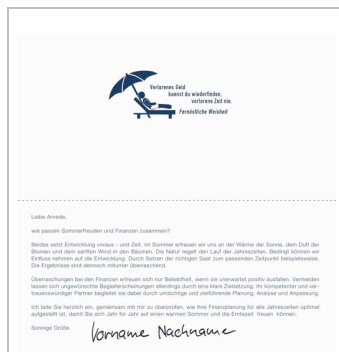 Verlorenes Geld
kannst du wiederfinden,
verlorene Zeit nie.
Fernöstliche Weisheit
Liebe Anrede,
wie passen Sommerfreuden und Finanzen zusammen?
Beides setzt Entwicklung voraus - und Zeit. Im Sommer erfreuen wir uns an der Wärme der Sonne, dem Duft der
Blumen und dem sanften Wind in den Bäumen. Die Natur regelt den Lauf der Jahreszeiten. Bedingt können wir
Einfluss nehmen auf die Entwicklung. Durch Setzen der richtigen Saat zum passenden Zeitpunkt beispielsweise.
Die Ergebnisse sind dennoch mitunter überraschend.
Überraschungen bei den Finanzen erfreuen sich nur Beliebtheit, wenn sie unerwartet positiv ausfallen. Vermeiden
lassen sich ungewünschte Begleiterscheinungen allerdings durch eine klare Zielsetzung. Ihr kompetenter und ver-
trauenswürdiger Partner begleitet sie dabei durch umsichtige und zielführende Planung, Analyse und Anpassung.
Ich lade Sie herzlich ein, gemeinsam mit mir zu überprüfen, wie Ihre Finanzplanung für alle Jahreszeiten optimal
aufgestellt ist, damit Sie sich Jahr für Jahr auf einen warmen Sommer und die Erntezeit freuen können.
Sonnige Grüße
Vorname Nachname